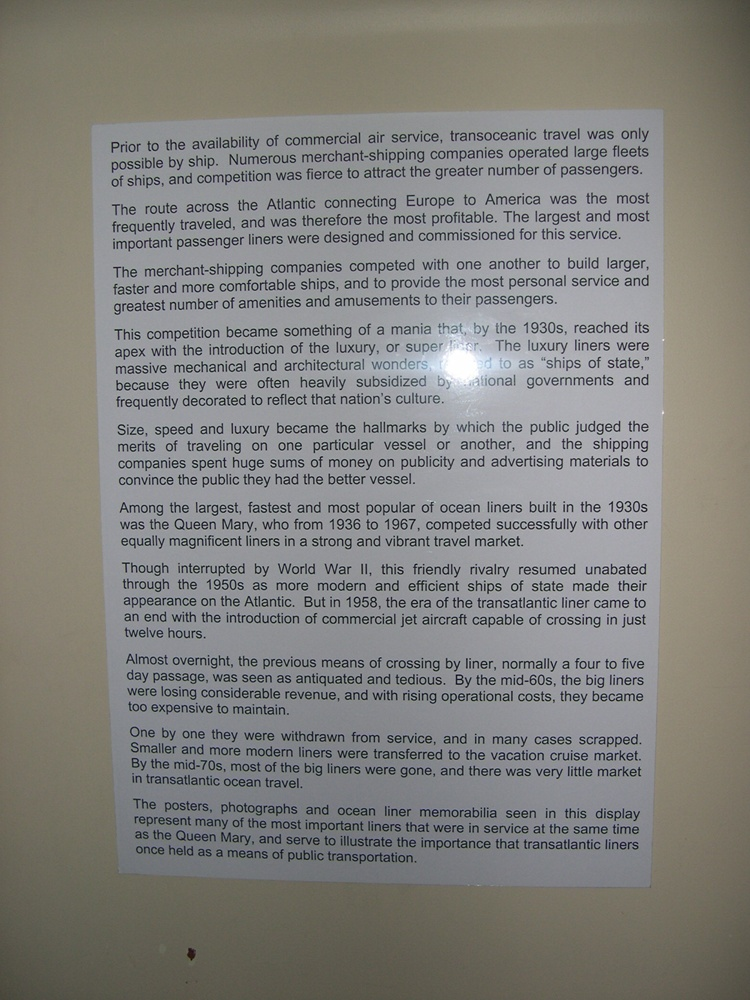 Prior to the availability of commercial air service, transoceanic travel was only
possible by ship. Numerous merchant-shipping companies operated large fleets
of ships, and competition was fierce to attract the greater number of passengers.
The route across the Atlantic connecting Europe to America was the most
frequently traveled, and was therefore the most profitable. The largest and most
important passenger liners were designed and commissioned for this service.
The merchant-shipping companies competed with one another to build larger,
faster and more comfortable ships, and to provide the most personal service and
greatest number of amenities and amusements to their passengers.
This competition became something of a mania that, by the 1930s, reached its
apex with the introduction of the luxury, or super liner. The luxury liners were
massive mechanical and architectural wonders, to as “ships of state,”
because they were often heavily subsidized by national governments and
frequently decorated to reflect that nation's culture.
Size, speed and luxury became the hallmarks by which the public judged the
merits of traveling on one particular vessel or another, and the shipping
companies spent huge sums of money on publicity and advertising materials to
convince the public they had the better vessel.
Among the largest, fastest and most popular of ocean liners built in the 1930s
was the Queen Mary, who from 1936 to 1967, competed successfully with other
equally magnificent liners in a strong and vibrant travel market.
Though interrupted by World War II, this friendly rivalry resumed unabated
through the 1950s as more modern and efficient ships of state made their
appearance on the Atlantic. But in 1958, the era of the transatlantic liner came to
an end with the introduction of commercial jet aircraft capable of crossing in just
twelve hours.
Almost overnight, the previous means of crossing by liner, normally a four to five
day passage, was seen as antiquated and tedious. By the mid-60s, the big liners
were losing considerable revenue, and with rising operational costs, they became
too expensive to maintain.
One by one they were withdrawn from service, and in many cases scrapped.
Smaller and more modern liners were transferred to the vacation cruise market.
By the mid-70s, most of the big liners were gone, and there was very little market
in transatlantic ocean travel.
The posters, photographs and ocean liner memorabilia seen in this display
represent many of the most important liners that were in service at the same time
as the Queen Mary, and serve to illustrate the importance that transatlantic liners
once held as a means of public transportation.